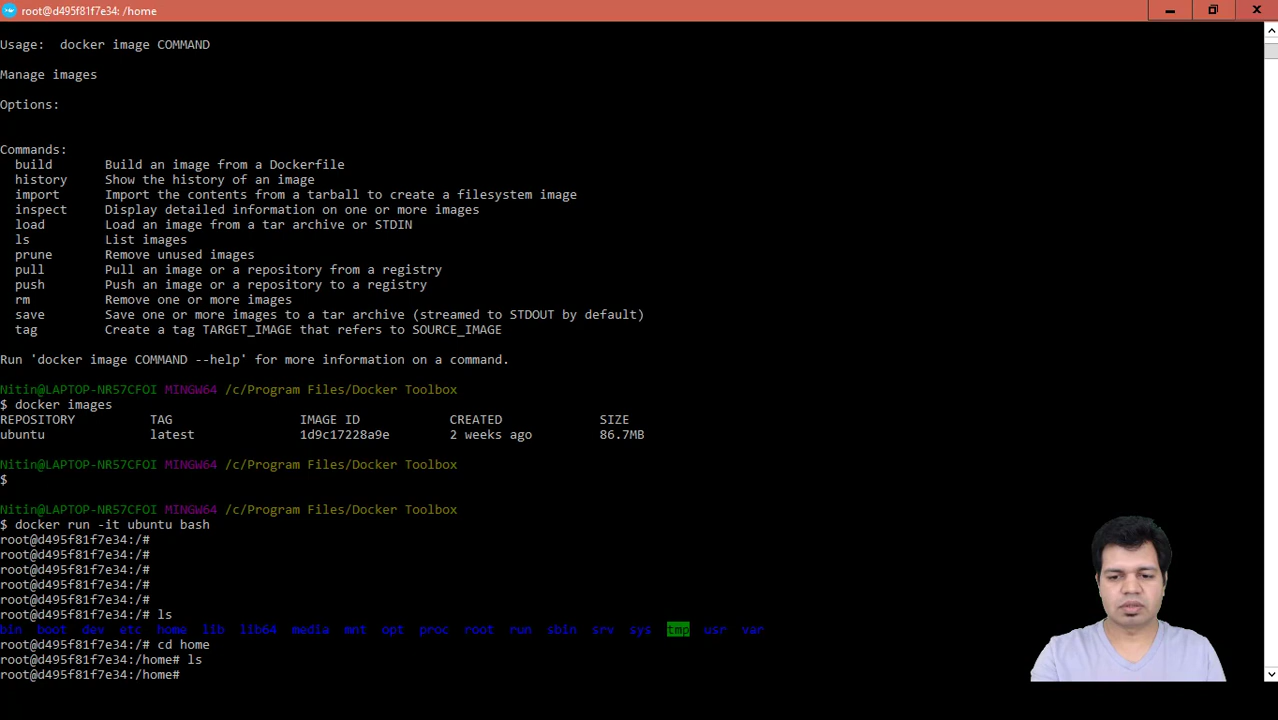 root@d495f81f7e34: /home
Usage:  docker image COMMAND
Manage images
Options:
Commands:
  build       Build an image from a Dockerfile
  history     Show the history of an image
  import      Import the contents from a tarball to create a filesystem image
  inspect     Display detailed information on one or more images
  load        Load an image from a tar archive or STDIN
  ls          List images
  prune       Remove unused images
  pull        Pull an image or a repository from a registry
  push        Push an image or a repository to a registry
  rm          Remove one or more images
  save        Save one or more images to a tar archive (streamed to STDOUT by default)
  tag         Create a tag TARGET_IMAGE that refers to SOURCE_IMAGE
Run 'docker image COMMAND --help' for more information on a command.
Nitin@LAPTOP-NR57CFOI MINGW64 /c/Program Files/Docker Toolbox
$ docker images
REPOSITORY          TAG                 IMAGE ID            CREATED             SIZE
ubuntu              latest              1d9c17228a9e        2 weeks ago         86.7MB
Nitin@LAPTOP-NR57CFOI MINGW64 /c/Program Files/Docker Toolbox
$
Nitin@LAPTOP-NR57CFOI MINGW64 /c/Program Files/Docker Toolbox
$ docker run -it ubuntu bash
root@d495f81f7e34:/#
root@d495f81f7e34:/#
root@d495f81f7e34:/#
root@d495f81f7e34:/#
root@d495f81f7e34:/#
root@d495f81f7e34:/# ls
bin  boot  dev  etc  home  lib  lib64  media  mnt  opt  proc  root  run  sbin  srv  sys  tmp  usr  var
root@d495f81f7e34:/# cd home
root@d495f81f7e34:/home# ls
root@d495f81f7e34:/home#